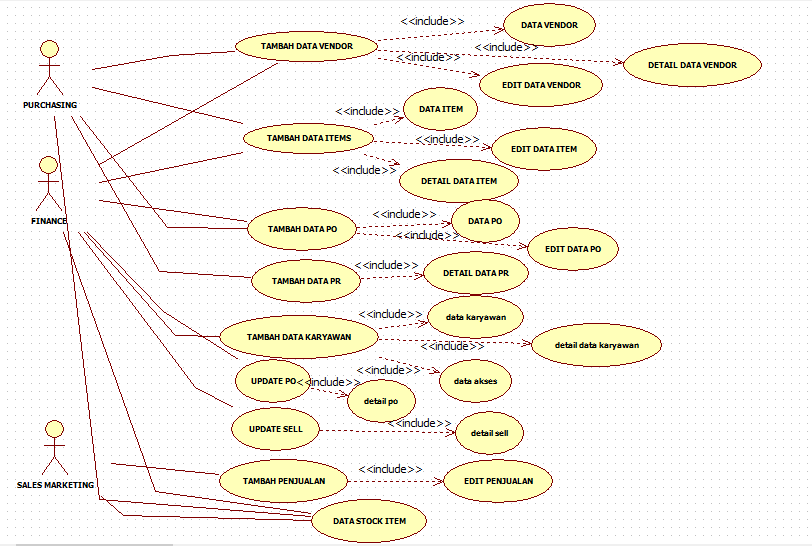 <<include>>
DATA VENDOR
TAMBAH DATA VENDOR
<<include>>
DETAIL DATA VENDOR
<<include>>
EDIT DATA VENDOR
PURCHASING
<<include>>
DATA ITEM
TAMBAH DATA ITEMS
<<include>>
EDIT DATA ITEM
<<include>>
DETAIL DATA ITEM
FINANCE
<<include>>
DATA PO
TAMBAH DATA PO
<<include>>
EDIT DATA PO
<<include>>
DETAIL DATA PR
TAMBAH DATA PR
<<include>>
data karyawan
TAMBAH DATA KARYAWAN
<<include>>
detail data karyawan
<<include>>
data akses
UPDATE PO
<<include>>
detail po
<<include>>
UPDATE SELL
detail sell
SALES MARKETING
<<include>>
TAMBAH PENJUALAN
EDIT PENJUALAN
DATA STOCK ITEM